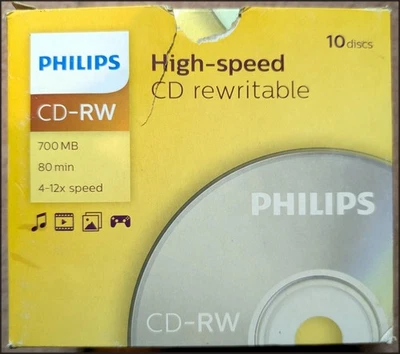 PHILIPS
CD-RW
700 MB
80 min
4-12x speed
High-speed
CD rewritable
10 discs
PHILIPS
CD-RW